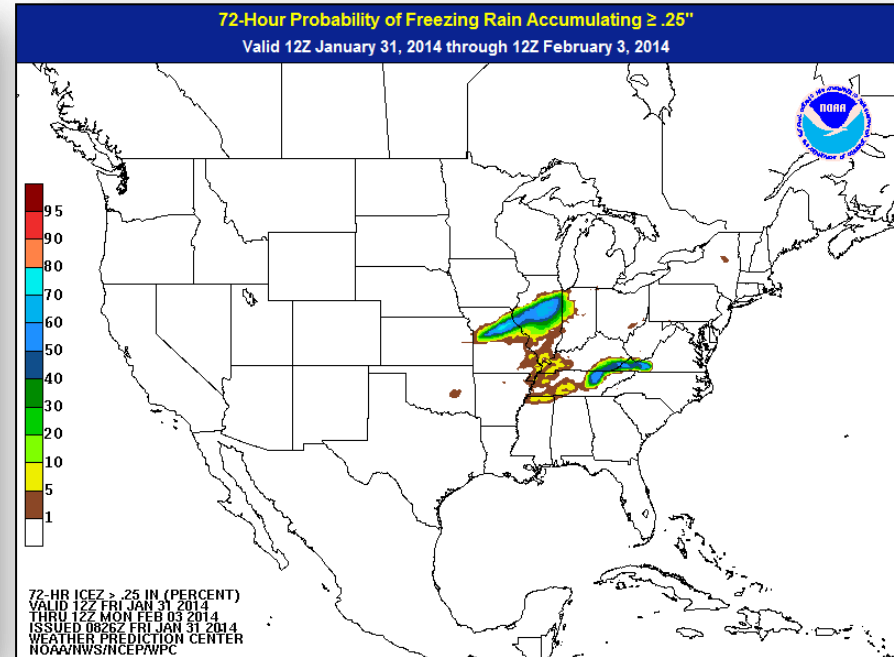 72-Hour Probability of Freezing Rain Accumulating ≥ .25"
Valid 12Z January 31, 2014 through 12Z February 3, 2014
NOAA
95
90
80
70
60
50
40
30
20
10
5
1
72-HR ICEZ > .25 IN (PERCENT)
VALID 12Z FRI JAN 31 2014
THRU 12Z MON FEB 03 2014
ISSUED 0826Z FRI JAN 31 2014
WEATHER PREDICTION CENTER
NOAA/NWS/NCEP/WPC